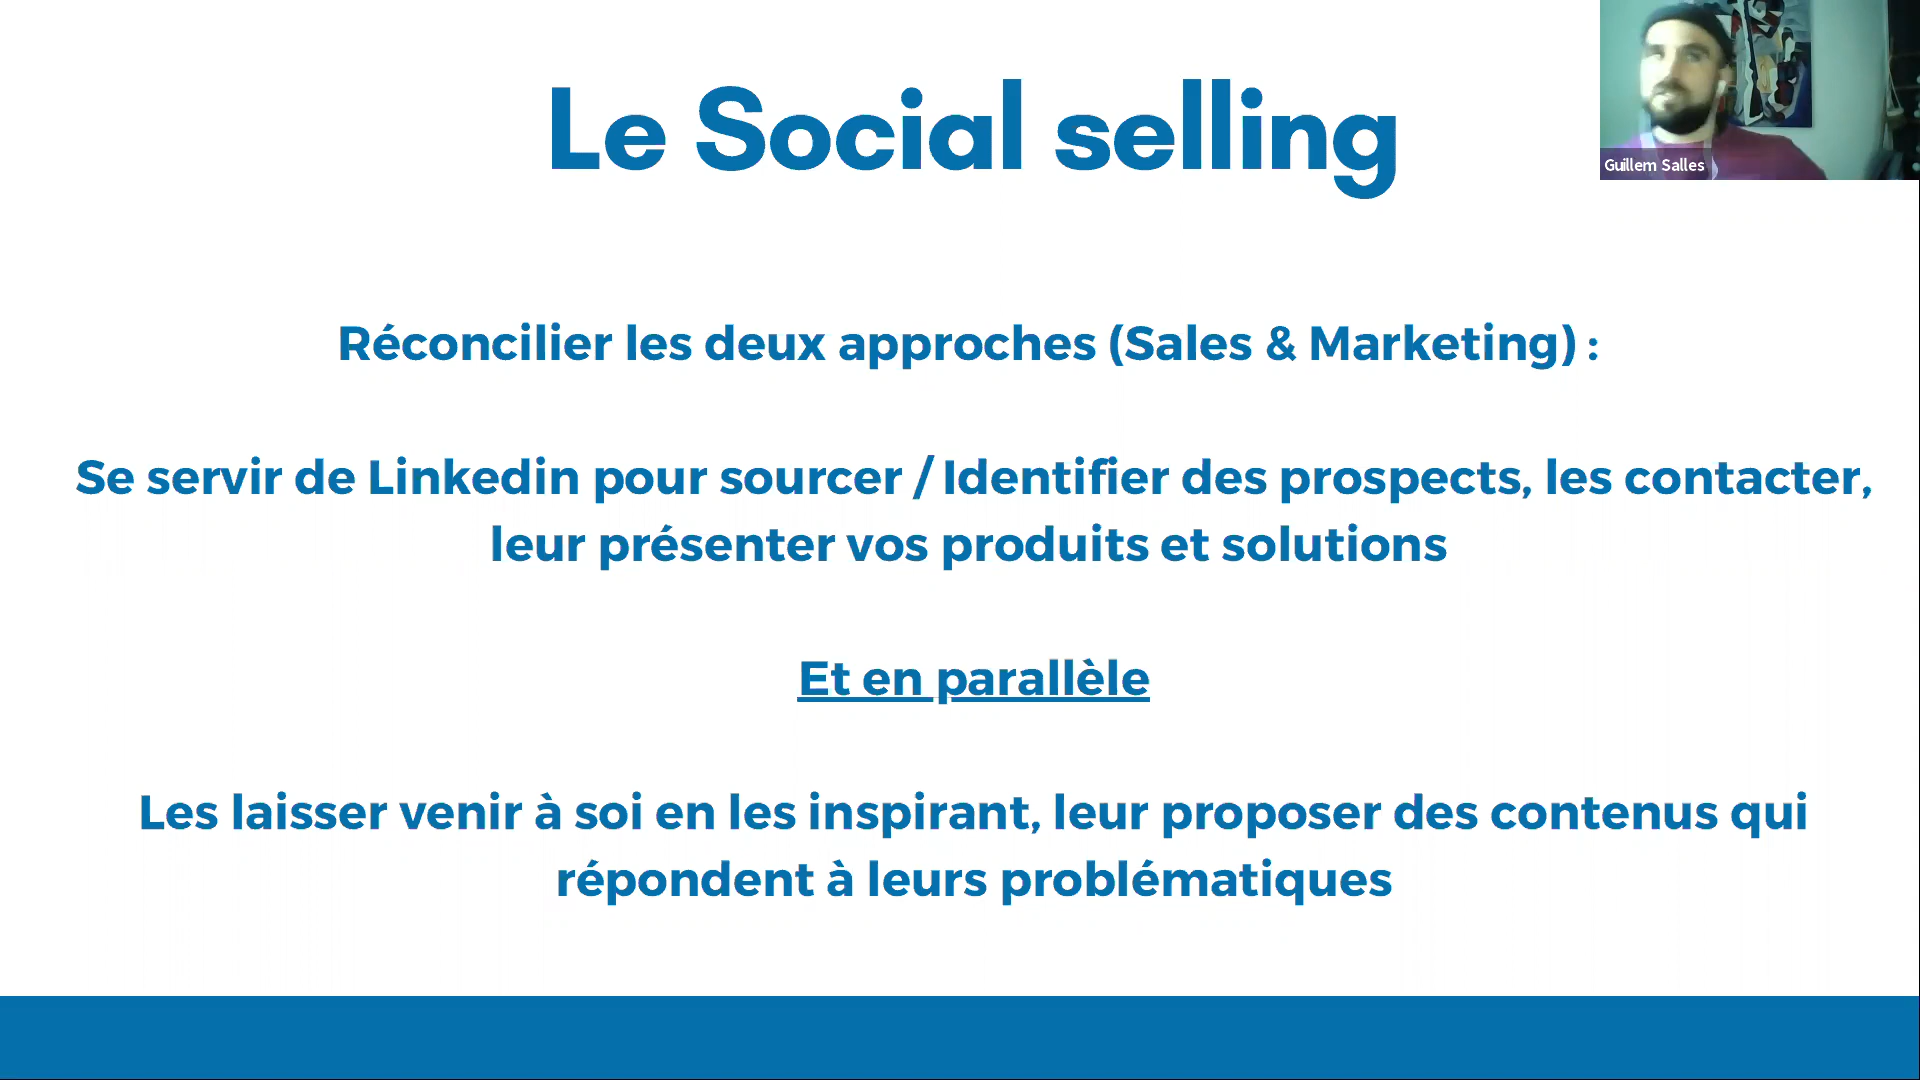 Le Social selling
Guillem Salles
Réconcilier les deux approches (Sales & Marketing) :
Se servir de Linkedin pour sourcer / Identifier des prospects, les contacter,
leur présenter vos produits et solutions
Et en parallèle
Les laisser venir à soi en les inspirant, leur proposer des contenus qui
répondent à leurs problématiques